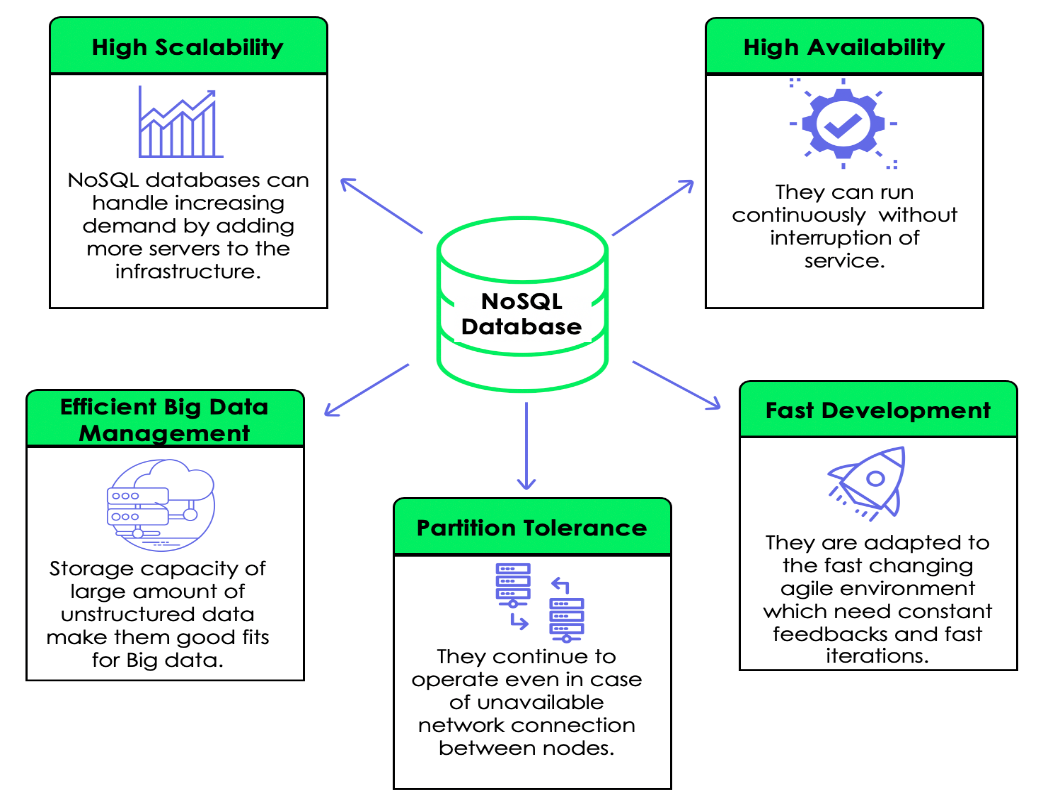 High Scalability
NoSQL databases can
handle increasing
demand by adding
more servers to the
infrastructure.
High Availability
They can run
continuously  without
interruption of
service.
NoSQL
Database
Efficient Big Data
Management
Storage capacity of
large amount of
unstructured data
make them good fits
for Big data.
Partition Tolerance
They continue to
operate even in case
of unavailable
network connection
between nodes.
Fast Development
They are adapted to
the fast changing
agile environment
which need constant
feedbacks and fast
iterations.